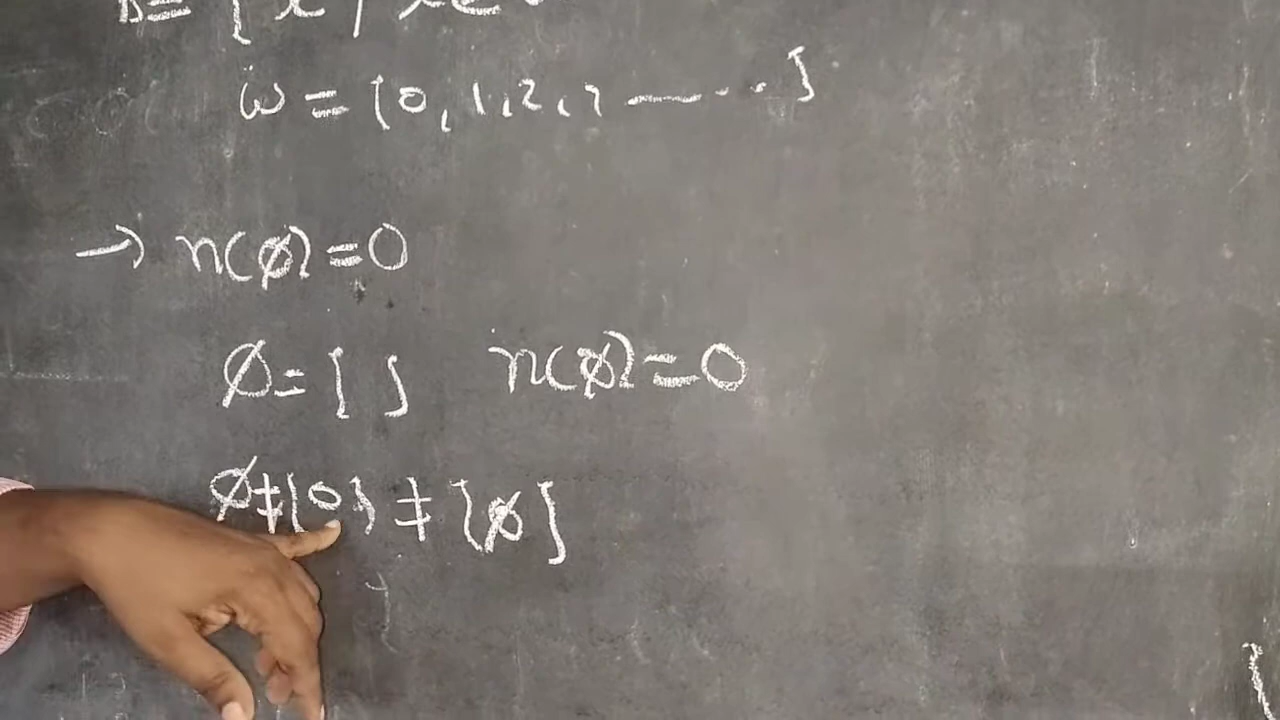 B = { x / x ∈
W = {0, 1, 2, 3 ——...}
→ n(ø) = 0
ø = { } n(ø) = 0
ø ≠ {0} ≠ {ø}